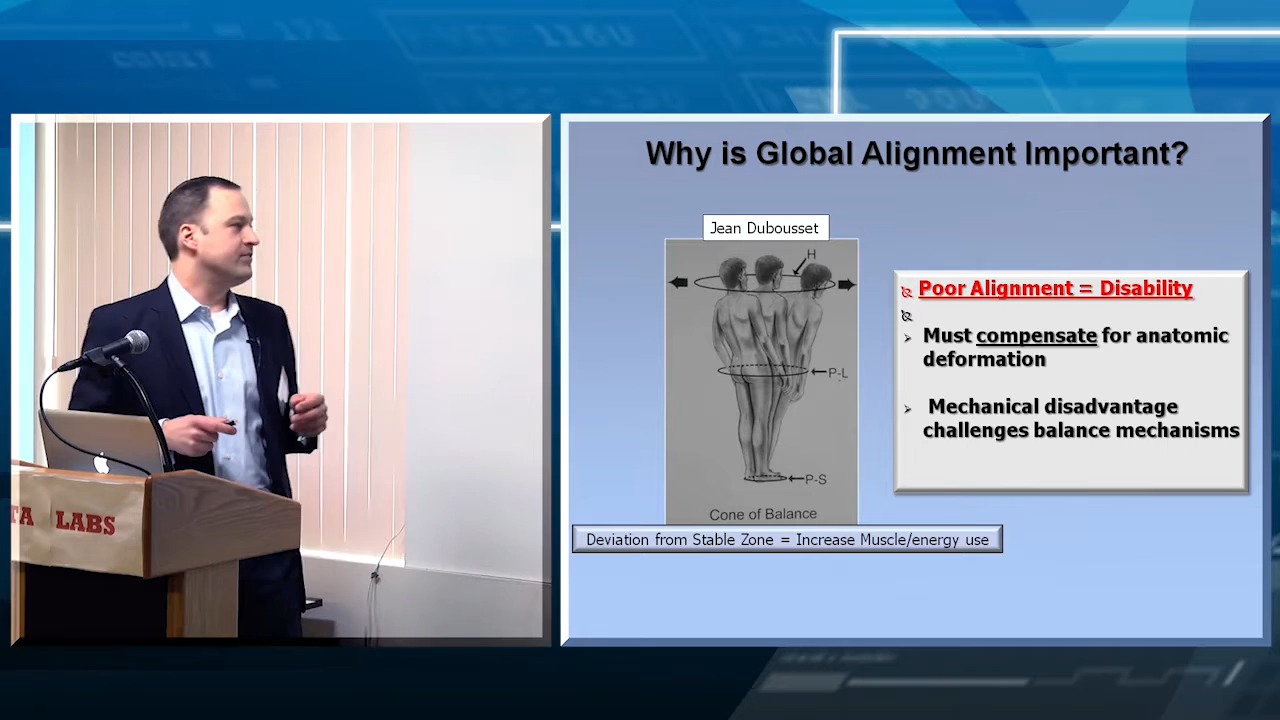 Why is Global Alignment Important?
Jean Dubousset
H
P-L
P-S
Cone of Balance
Deviation from Stable Zone = Increase Muscle/energy use
Poor Alignment = Disability
Must compensate for anatomic
deformation
Mechanical disadvantage
challenges balance mechanisms
LABS